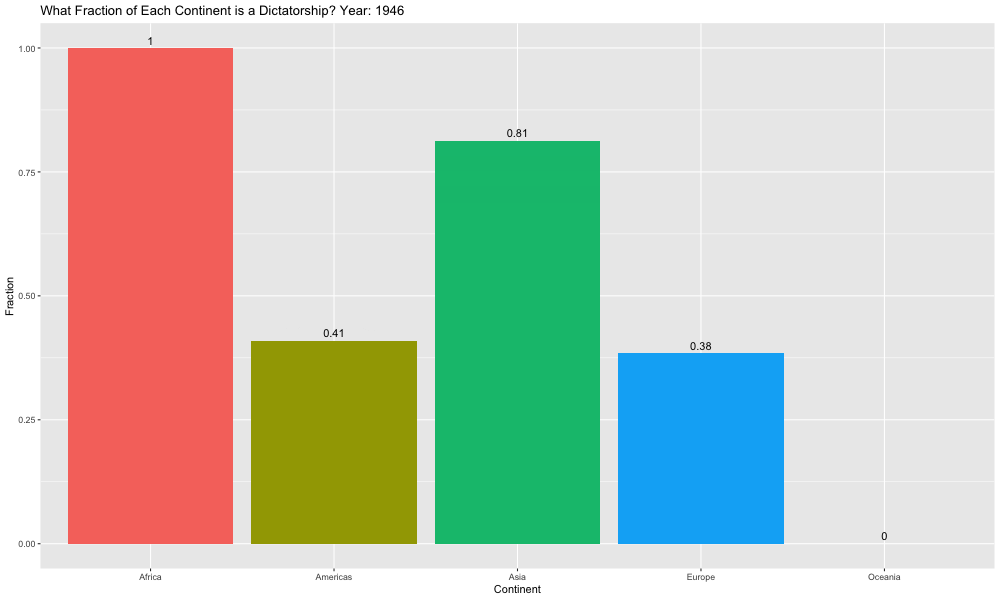 What Fraction of Each Continent is a Dictatorship? Year: 1946
Fraction
1.00
0.75
0.50
0.25
0.00
1
0.41
0.81
0.38
0
Africa
Americas
Asia
Europe
Oceania
Continent